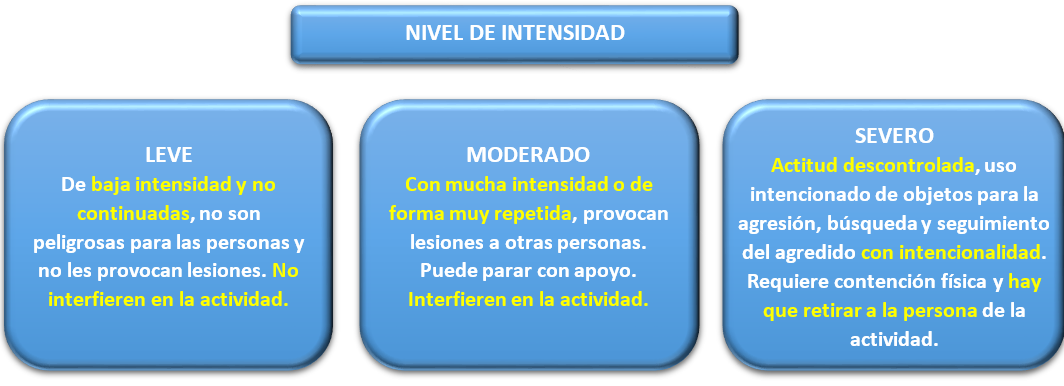 NIVEL DE INTENSIDAD
LEVE
De baja intensidad y no
continuadas, no son
peligrosas para las personas y
no les provocan lesiones. No
interfieren en la actividad.
MODERADO
Con mucha intensidad o de
forma muy repetida, provocan
lesiones a otras personas.
Puede parar con apoyo.
Interfieren en la actividad.
SEVERO
Actitud descontrolada, uso
intencionado de objetos para la
agresión, búsqueda y seguimiento
del agredido con intencionalidad.
Requiere contención física y hay
que retirar a la persona de la
actividad.